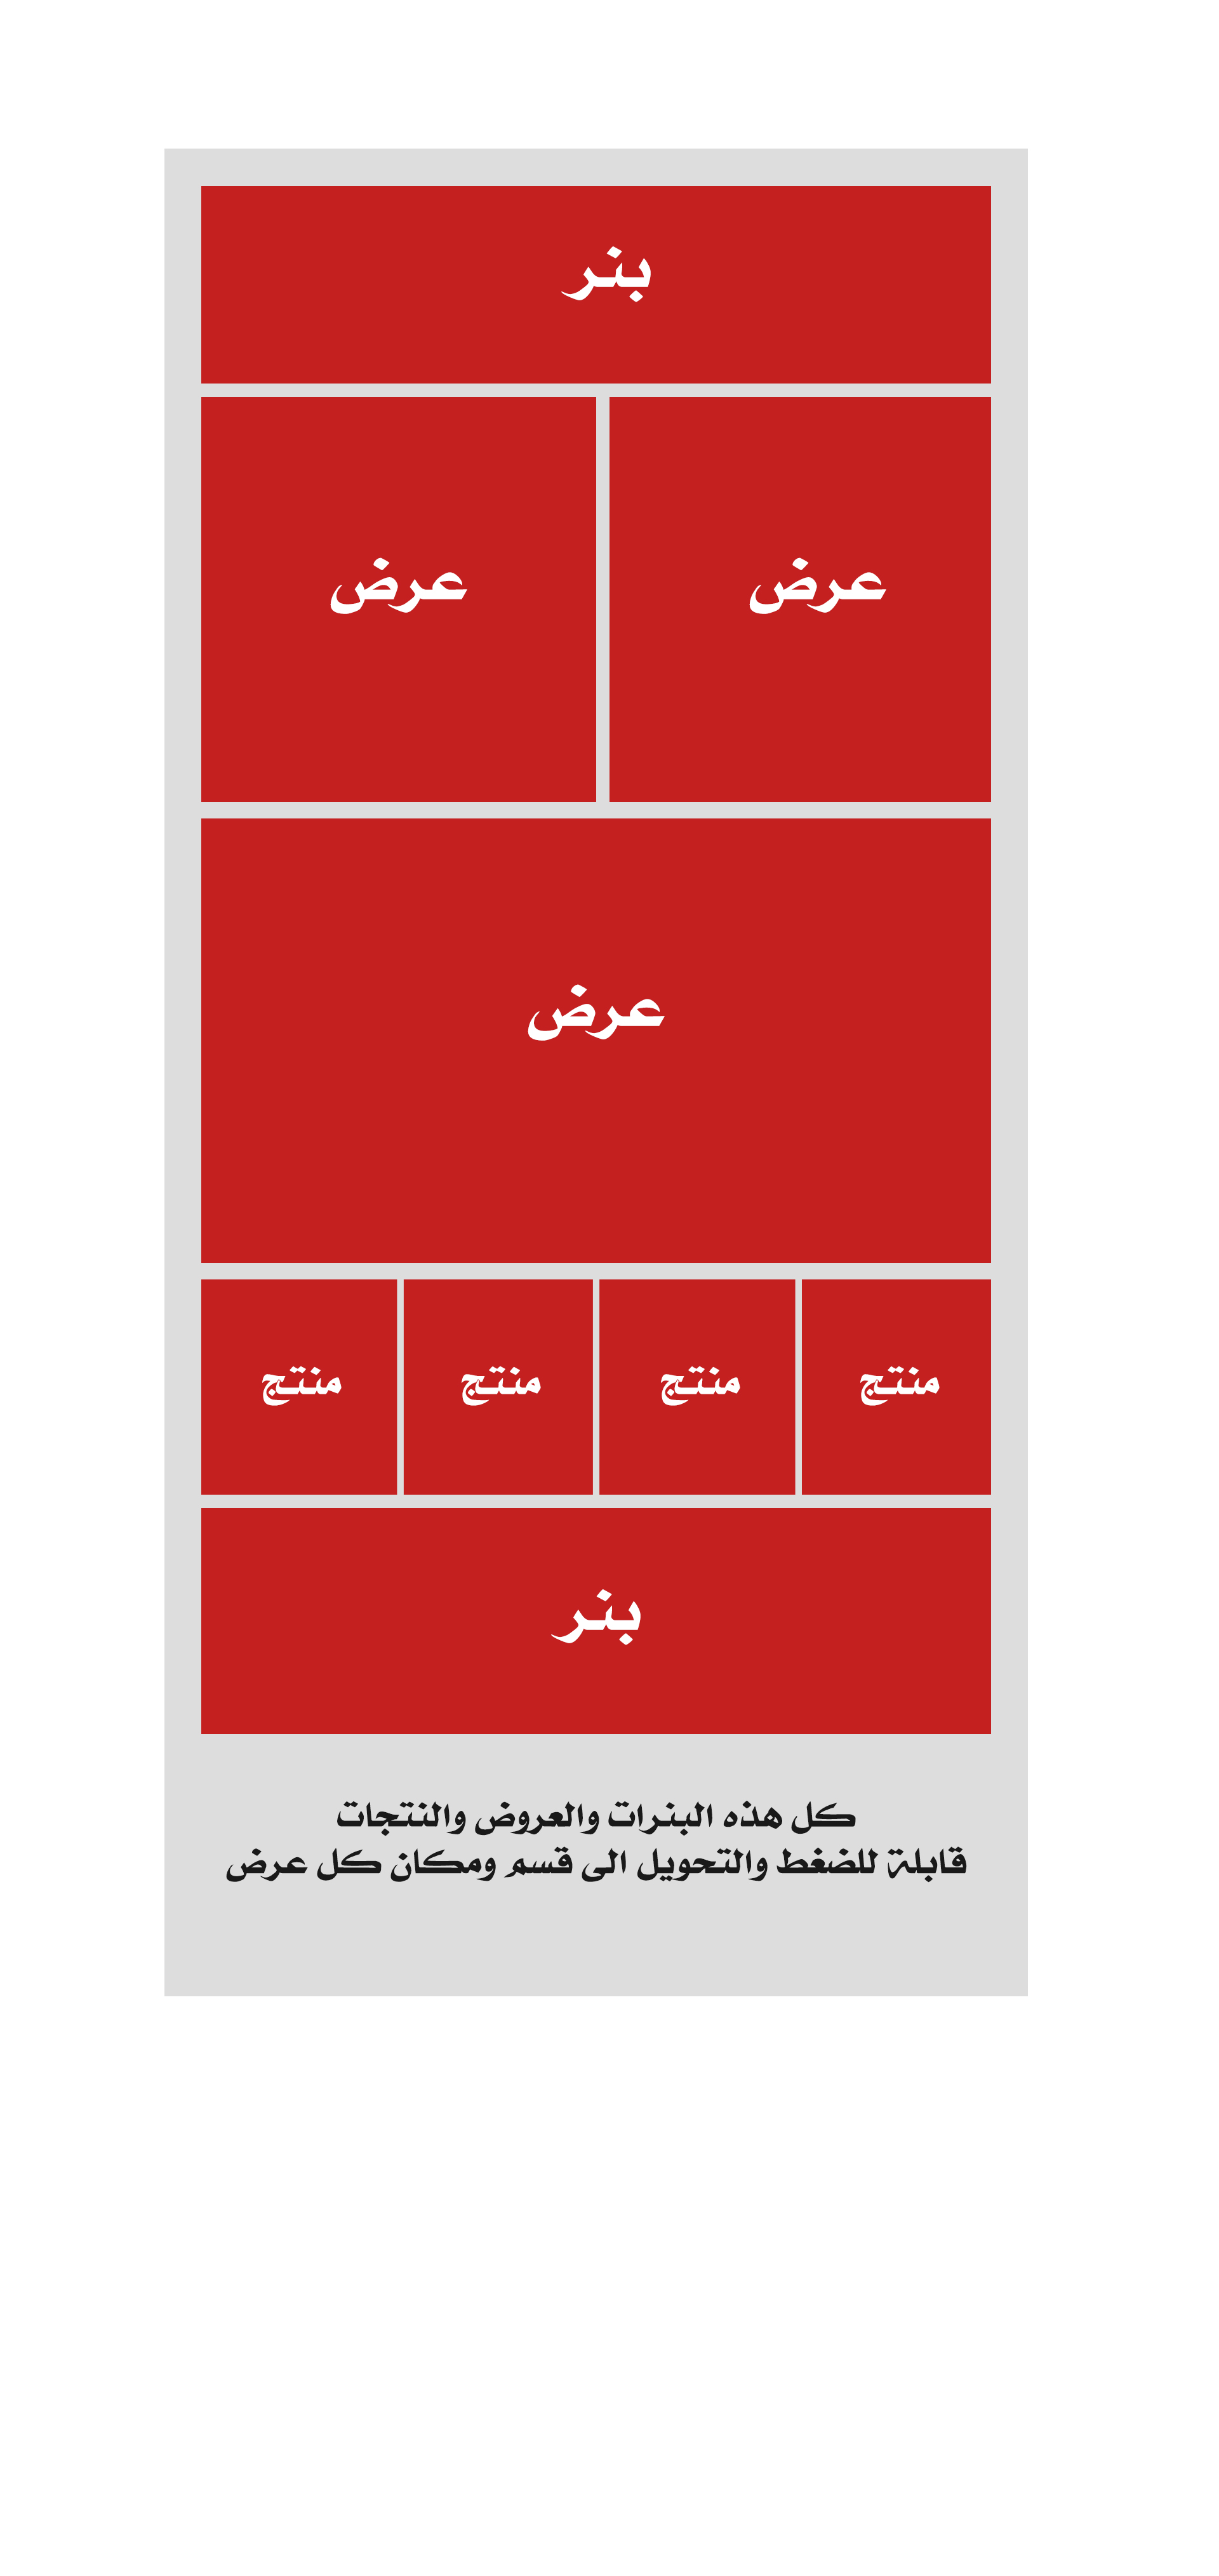 بنر
عرض
عرض
عرض
منتج
منتج
منتج
منتج
بنر
كل هذه البنرات والعروض والنتجات
قابلة للضغط والتحويل الى قسم ومكان كل عرض